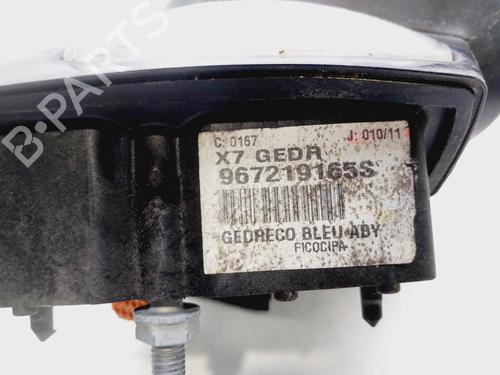 B-PARTS
C: 0167 J: 010/11
X7 GEDR
967219165S
GEDRECO BLEU ABY
FICOCIPA